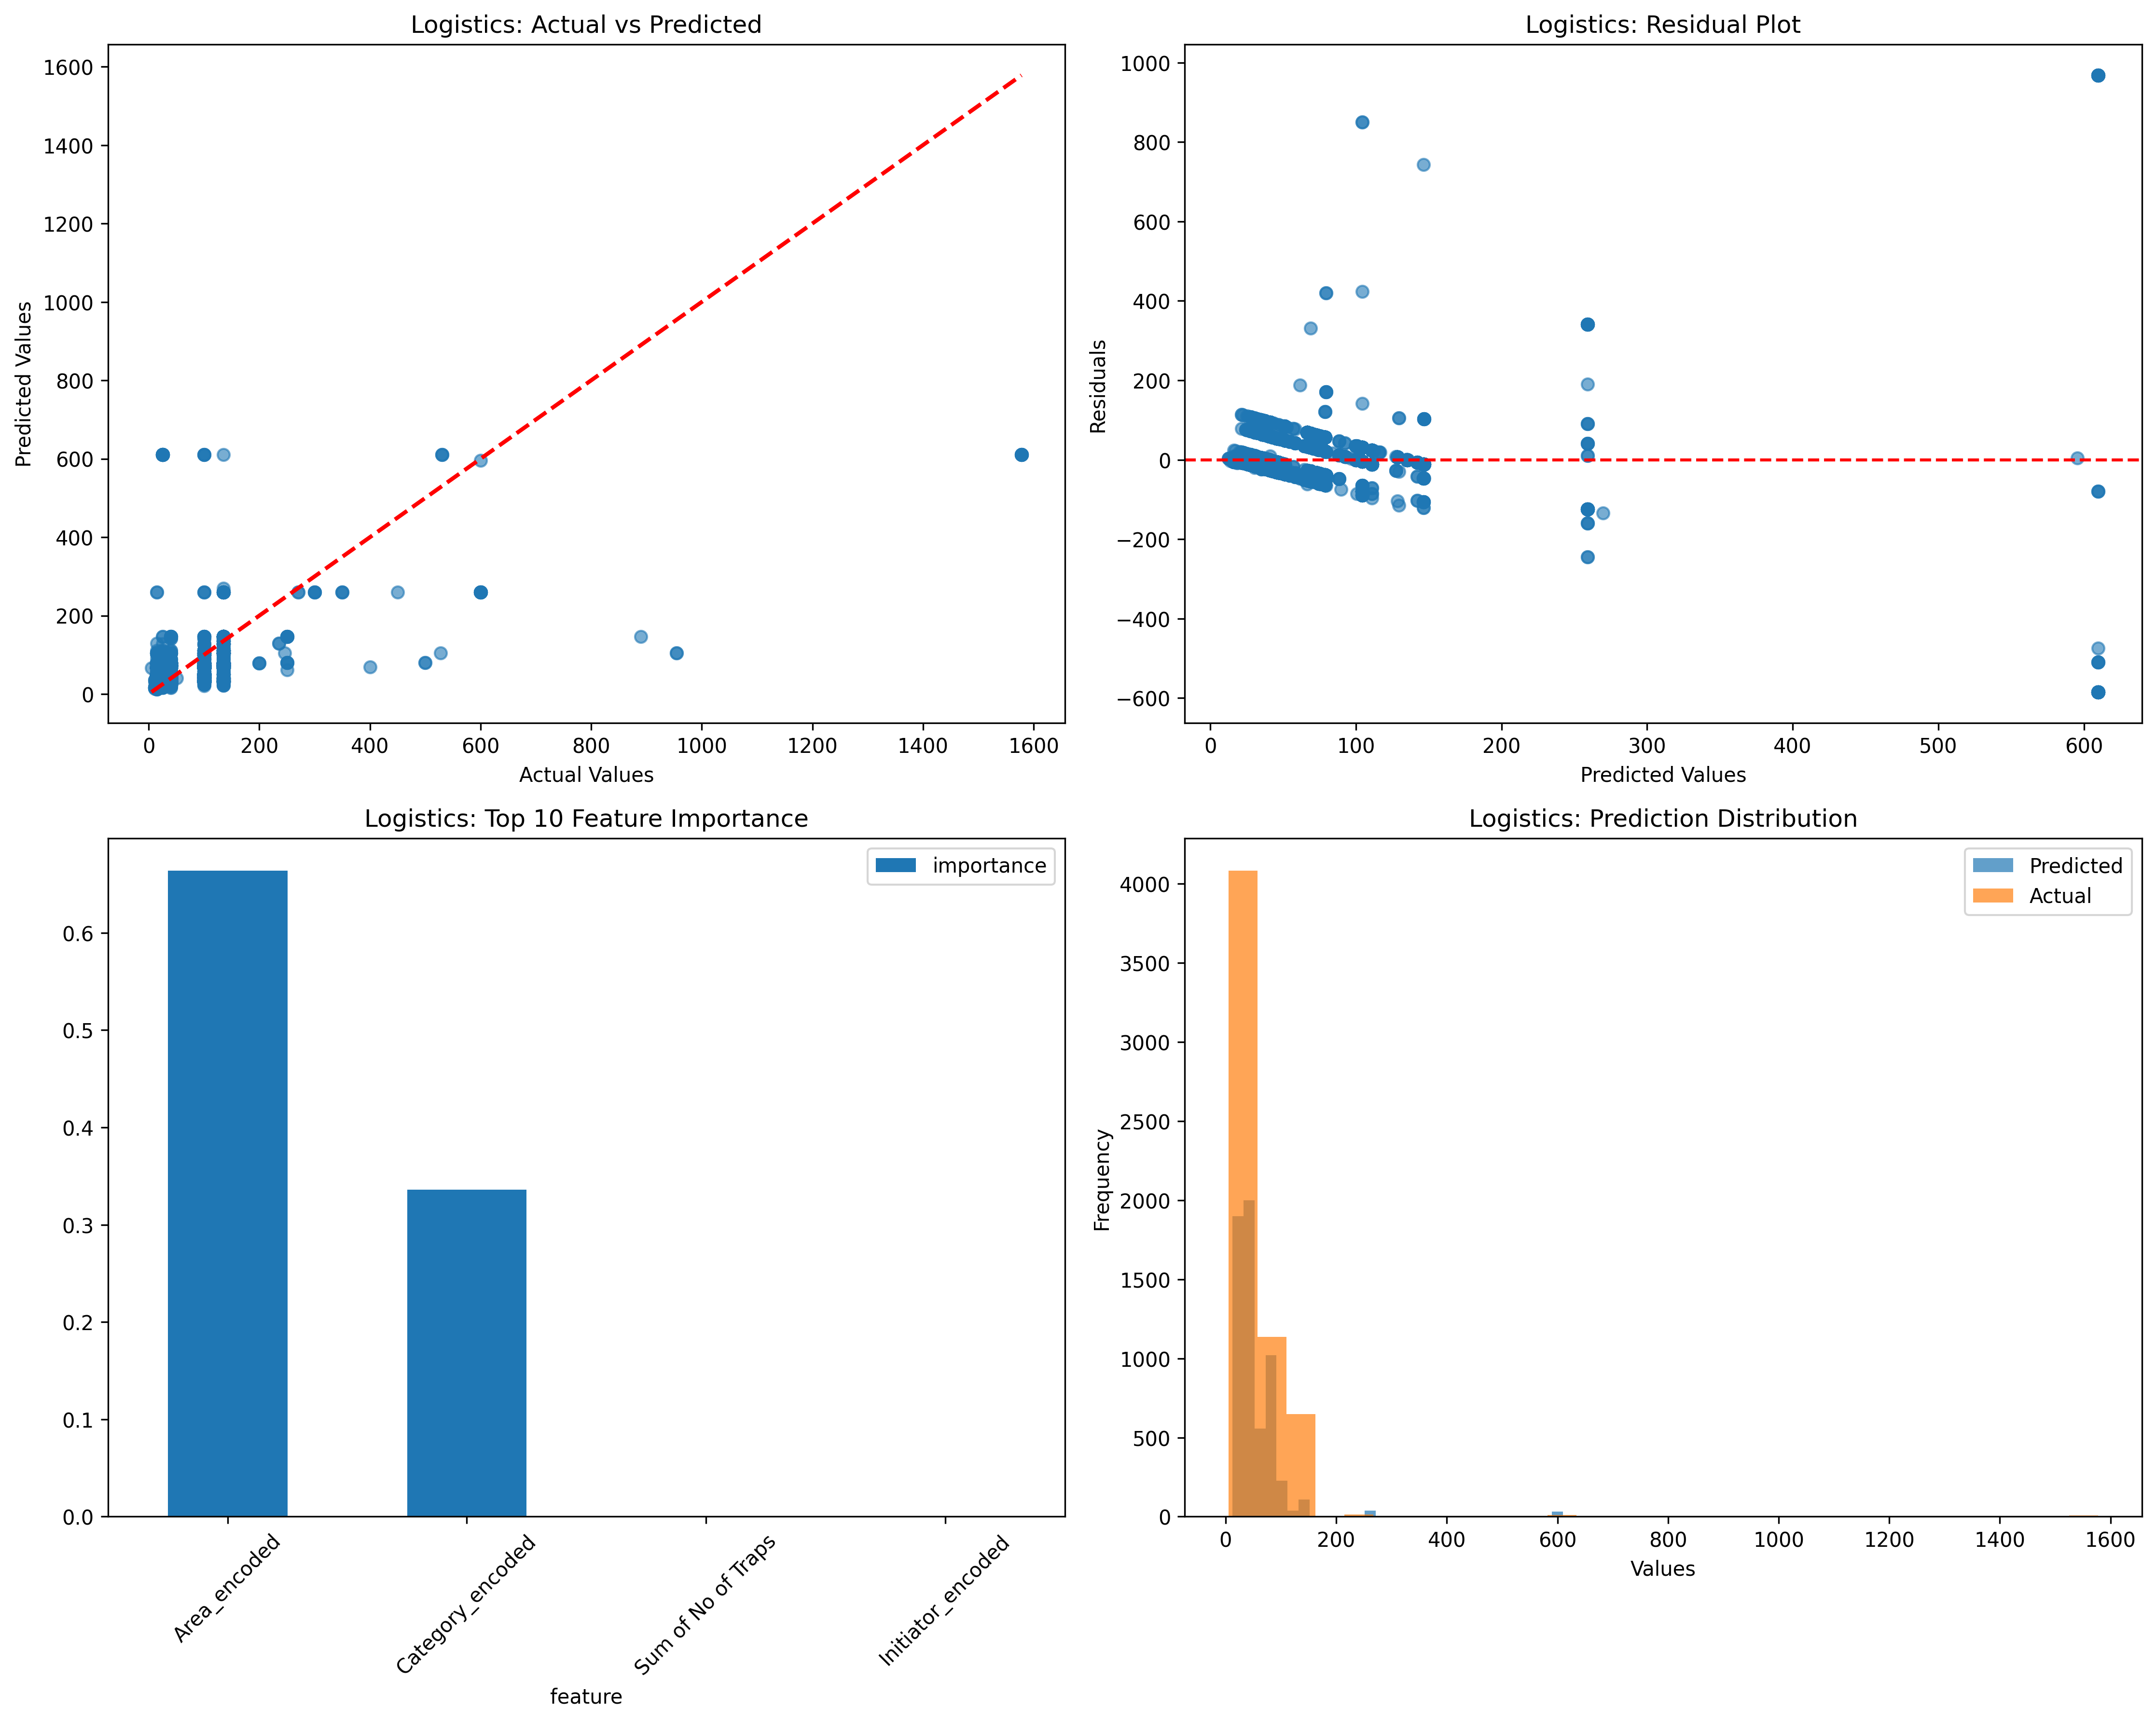 Logistics: Actual vs Predicted
Predicted Values
1600
1400
1200
1000
800
600
400
200
0
0 200 400 600 800 1000 1200 1400 1600
Actual Values
Logistics: Residual Plot
Residuals
1000
800
600
400
200
0
−200
−400
−600
0 100 200 300 400 500 600
Predicted Values
Logistics: Top 10 Feature Importance
importance
0.6
0.5
0.4
0.3
0.2
0.1
0.0
Area_encoded
Category_encoded
Sum of No of Traps
Initiator_encoded
feature
Logistics: Prediction Distribution
Predicted
Actual
Frequency
4000
3500
3000
2500
2000
1500
1000
500
0
0 200 400 600 800 1000 1200 1400 1600
Values